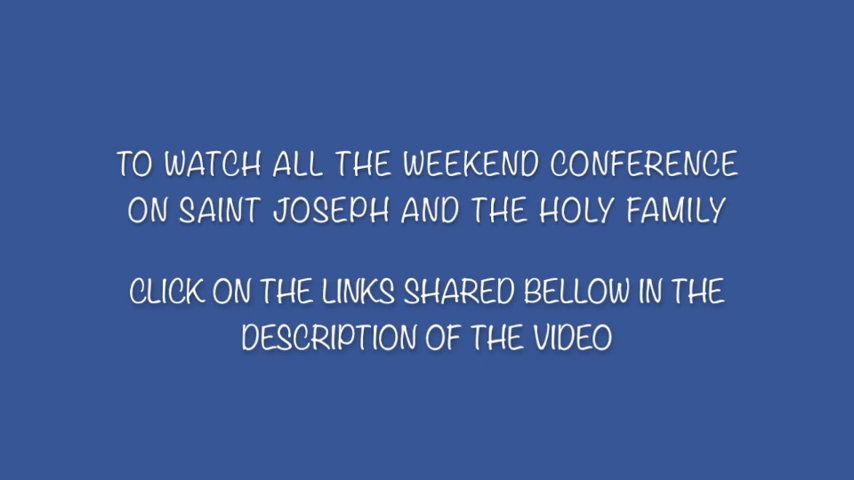 TO WATCH ALL THE WEEKEND CONFERENCE
ON SAINT JOSEPH AND THE HOLY FAMILY
CLICK ON THE LINKS SHARED BELLOW IN THE
DESCRIPTION OF THE VIDEO